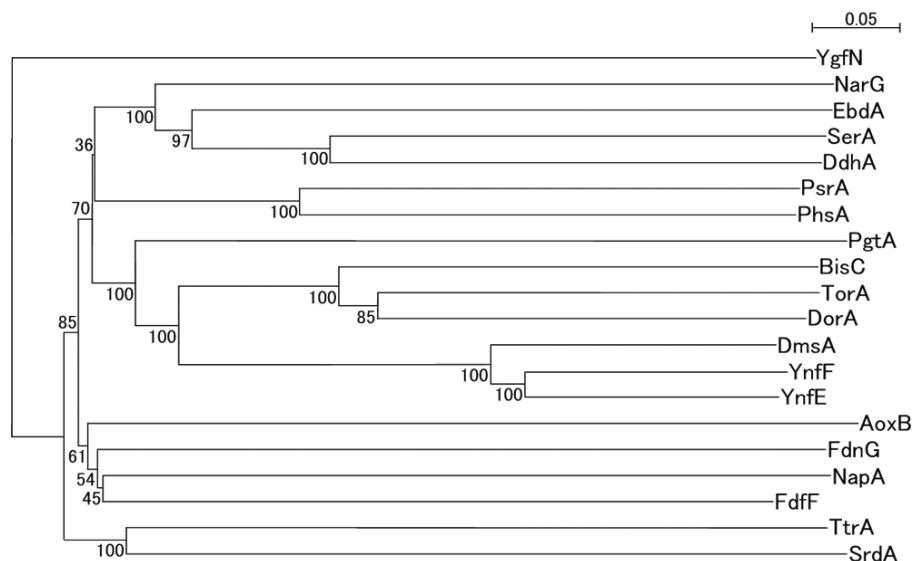 0.05
YgfN
NarG
100
EbdA
97
SerA
36
100
DdhA
PsrA
70
100
PhsA
PgtA
100
BisC
100
TorA
85
DorA
85
100
DmsA
100
YnfF
100
YnfE
AoxB
61
FdnG
54
NapA
45
FdfF
TtrA
100
SrdA